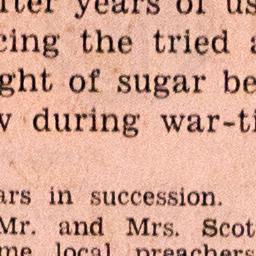 after years of us
cing the tried a
ght of sugar be
w during war-ti
ars in succession.
Mr. and Mrs. Scot
me local preachers